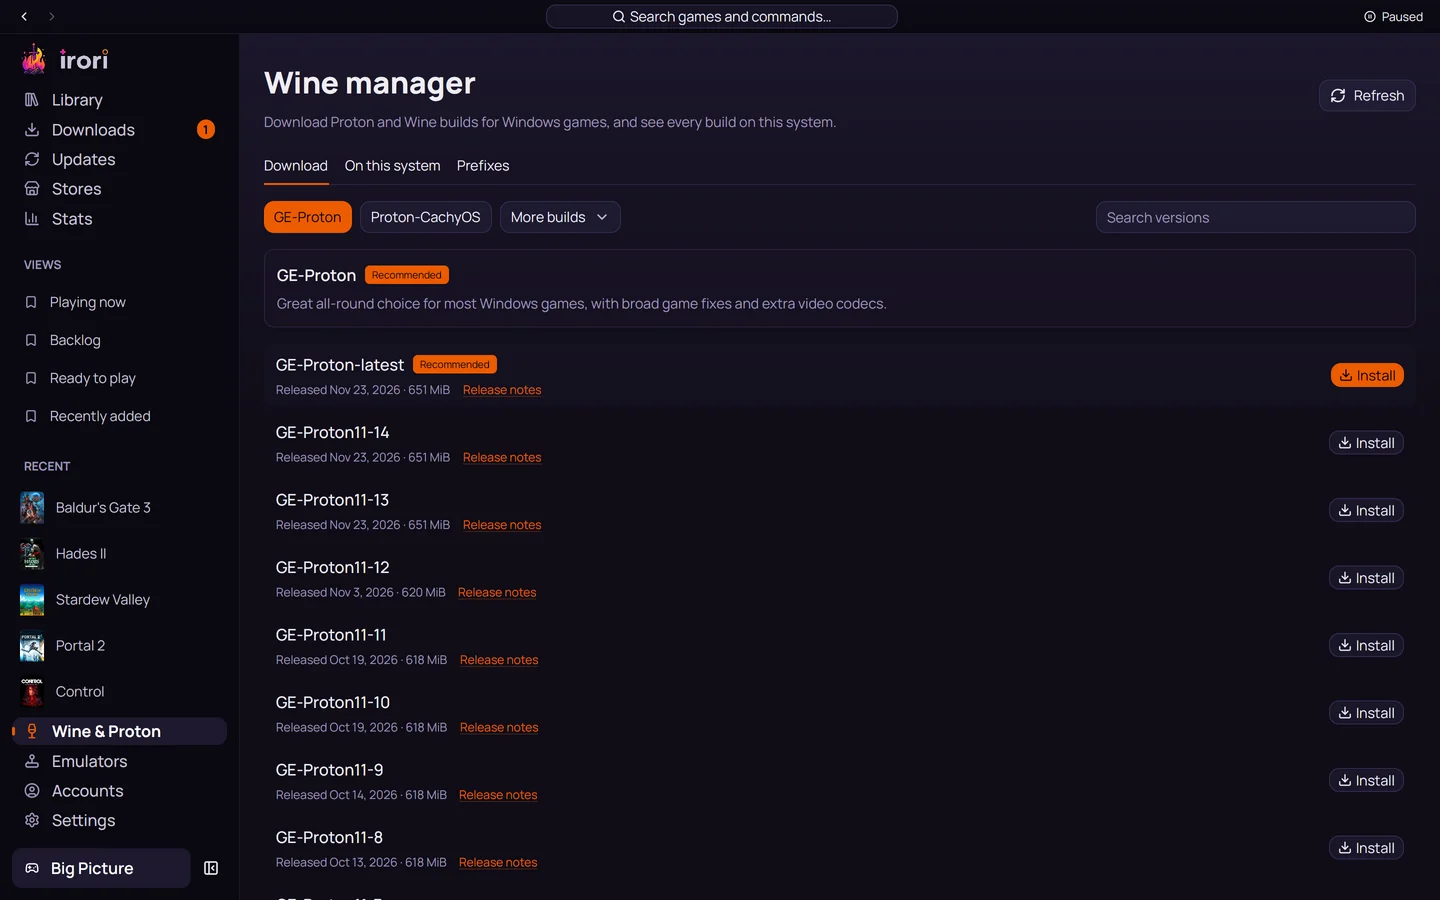 Search games and commands...
Paused
irori
Library
Downloads
1
Updates
Stores
Stats
VIEWS
Playing now
Backlog
Ready to play
Recently added
RECENT
Baldur's Gate 3
Hades II
Stardew Valley
PORTAL 2
Portal 2
CONTROL
Control
Wine & Proton
Emulators
Accounts
Settings
Big Picture
Wine manager
Refresh
Download Proton and Wine builds for Windows games, and see every build on this system.
Download On this system Prefixes
GE-Proton Proton-CachyOS More builds Search versions
GE-Proton Recommended
Great all-round choice for most Windows games, with broad game fixes and extra video codecs.
GE-Proton-latest Recommended
Released Nov 23, 2026 · 651 MiB Release notes
Install
GE-Proton11-14
Released Nov 23, 2026 · 651 MiB Release notes
Install
GE-Proton11-13
Released Nov 23, 2026 · 651 MiB Release notes
Install
GE-Proton11-12
Released Nov 3, 2026 · 620 MiB Release notes
Install
GE-Proton11-11
Released Oct 19, 2026 · 618 MiB Release notes
Install
GE-Proton11-10
Released Oct 19, 2026 · 618 MiB Release notes
Install
GE-Proton11-9
Released Oct 14, 2026 · 618 MiB Release notes
Install
GE-Proton11-8
Released Oct 13, 2026 · 618 MiB Release notes
Install